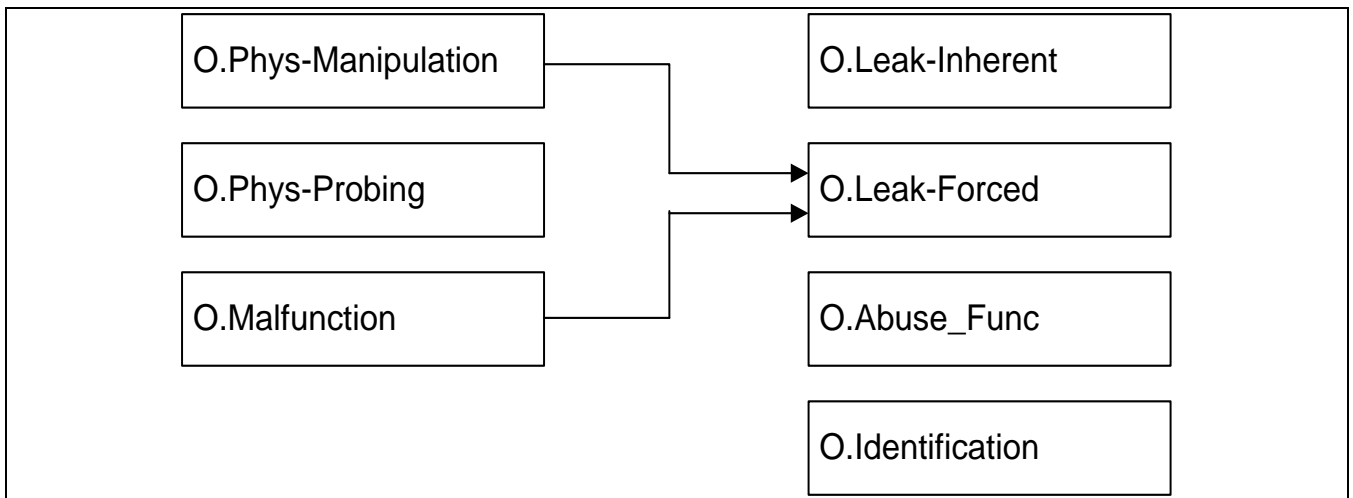 O.Phys-Manipulation
O.Leak-Inherent
O.Phys-Probing
O.Leak-Forced
O.Malfunction
O.Abuse_Func
O.Identification